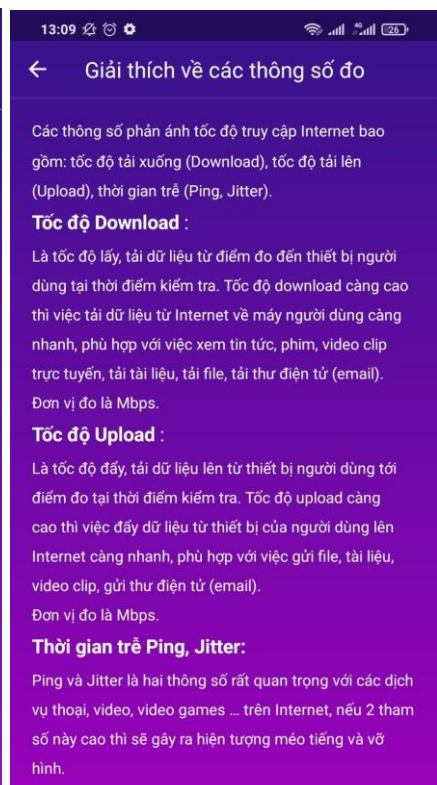 13:09
4G 26
Giải thích về các thông số đo
Các thông số phản ánh tốc độ truy cập Internet bao
gồm: tốc độ tải xuống (Download), tốc độ tải lên
(Upload), thời gian trễ (Ping, Jitter).
Tốc độ Download :
Là tốc độ lấy, tải dữ liệu từ điểm đo đến thiết bị người
dùng tại thời điểm kiểm tra. Tốc độ download càng cao
thì việc tải dữ liệu từ Internet về máy người dùng càng
nhanh, phù hợp với việc xem tin tức, phim, video clip
trực tuyến, tải tài liệu, tải file, tải thư điện tử (email).
Đơn vị đo là Mbps.
Tốc độ Upload :
Là tốc độ đẩy, tải dữ liệu lên từ thiết bị người dùng tới
điểm đo tại thời điểm kiểm tra. Tốc độ upload càng
cao thì việc đẩy dữ liệu từ thiết bị của người dùng lên
Internet càng nhanh, phù hợp với việc gửi file, tài liệu,
video clip, gửi thư điện tử (email).
Đơn vị đo là Mbps.
Thời gian trễ Ping, Jitter:
Ping và Jitter là hai thông số rất quan trọng với các dịch
vụ thoại, video, video games ... trên Internet, nếu 2 tham
số này cao thì sẽ gây ra hiện tượng méo tiếng và vỡ
hình.